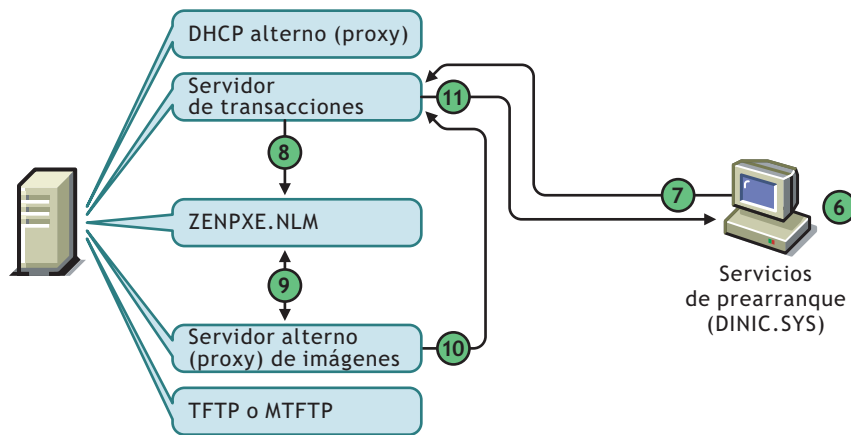 DHCP alterno (proxy)
Servidor
de transacciones
11
8
7
6
ZENPXE.NLM
9
Servicios
de prearranque
(DINIC.SYS)
Servidor alterno
(proxy) de imágenes
10
TFTP o MTFTP